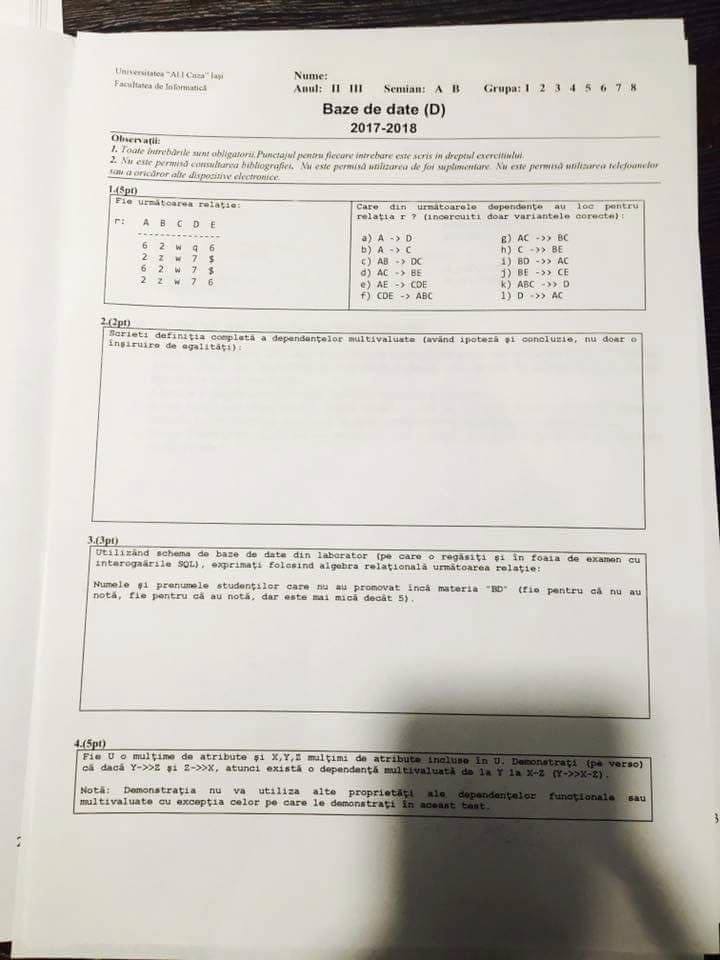 Universitatea "Al.I Cuza" Iaşi
Facultatea de Informatică
Nume:
Anul: II III Semian: A B Grupa: 1 2 3 4 5 6 7 8
Baze de date (D)
2017-2018
Observaţii:
1. Toate întrebările sunt obligatorii.Punctajul pentru fiecare intrebare este scris in dreptul exercitiului
2. Nu este permisă consultarea bibliografiei. Nu este permisă utilizarea de foi suplimentare. Nu este permisă utilizarea telefoanelor
sau a oricăror alte dispozitive electronice.
1.(5pt)
Fie următoarea relaţie:
r: A B C D E
---------------
6 2 w q 6
2 z w 7 $
6 2 w 7 $
2 z w 7 6
Care din următoarele dependenţe au loc pentru
relaţia r ? (incercuiti doar variantele corecte):
a) A -> D
b) A -> C
c) AB -> DC
d) AC -> BE
e) AE -> CDE
f) CDE -> ABC
g) AC ->> BC
h) C ->> BE
i) BD ->> AC
j) BE ->> CE
k) ABC ->> D
l) D ->> AC
2.(2pt)
Scrieti definiţia completă a dependenţelor multivaluate (având ipoteză şi concluzie, nu doar o
înşiruire de egalităţi):
3.(3pt)
Utilizând schema de baze de date din laborator (pe care o regăsiţi şi în foaia de examen cu
interogaările SQL), exprimaţi folosind algebra relaţională următoarea relaţie:
Numele şi prenumele studenţilor care nu au promovat încă materia "BD" (fie pentru că nu au
notă, fie pentru că au notă, dar este mai mică decât 5).
4.(5pt)
Fie U o mulţime de atribute şi X,Y,Z mulţimi de atribute incluse în U. Demonstraţi (pe verso)
că dacă Y->>Z şi Z->>X, atunci există o dependenţă multivaluată de la Y la X-Z (Y->>X-Z).
Notă: Demonstraţia nu va utiliza alte proprietăţi ale dependenţelor funcţionale sau
multivaluate cu excepţia celor pe care le demonstraţi în aceast test.